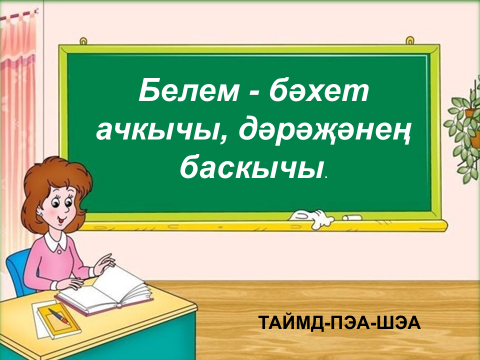 Белем - бәхет
ачкычы, дәрәҗәнең
баскычы.
ТАЙМД-ПЭА-ШЭА